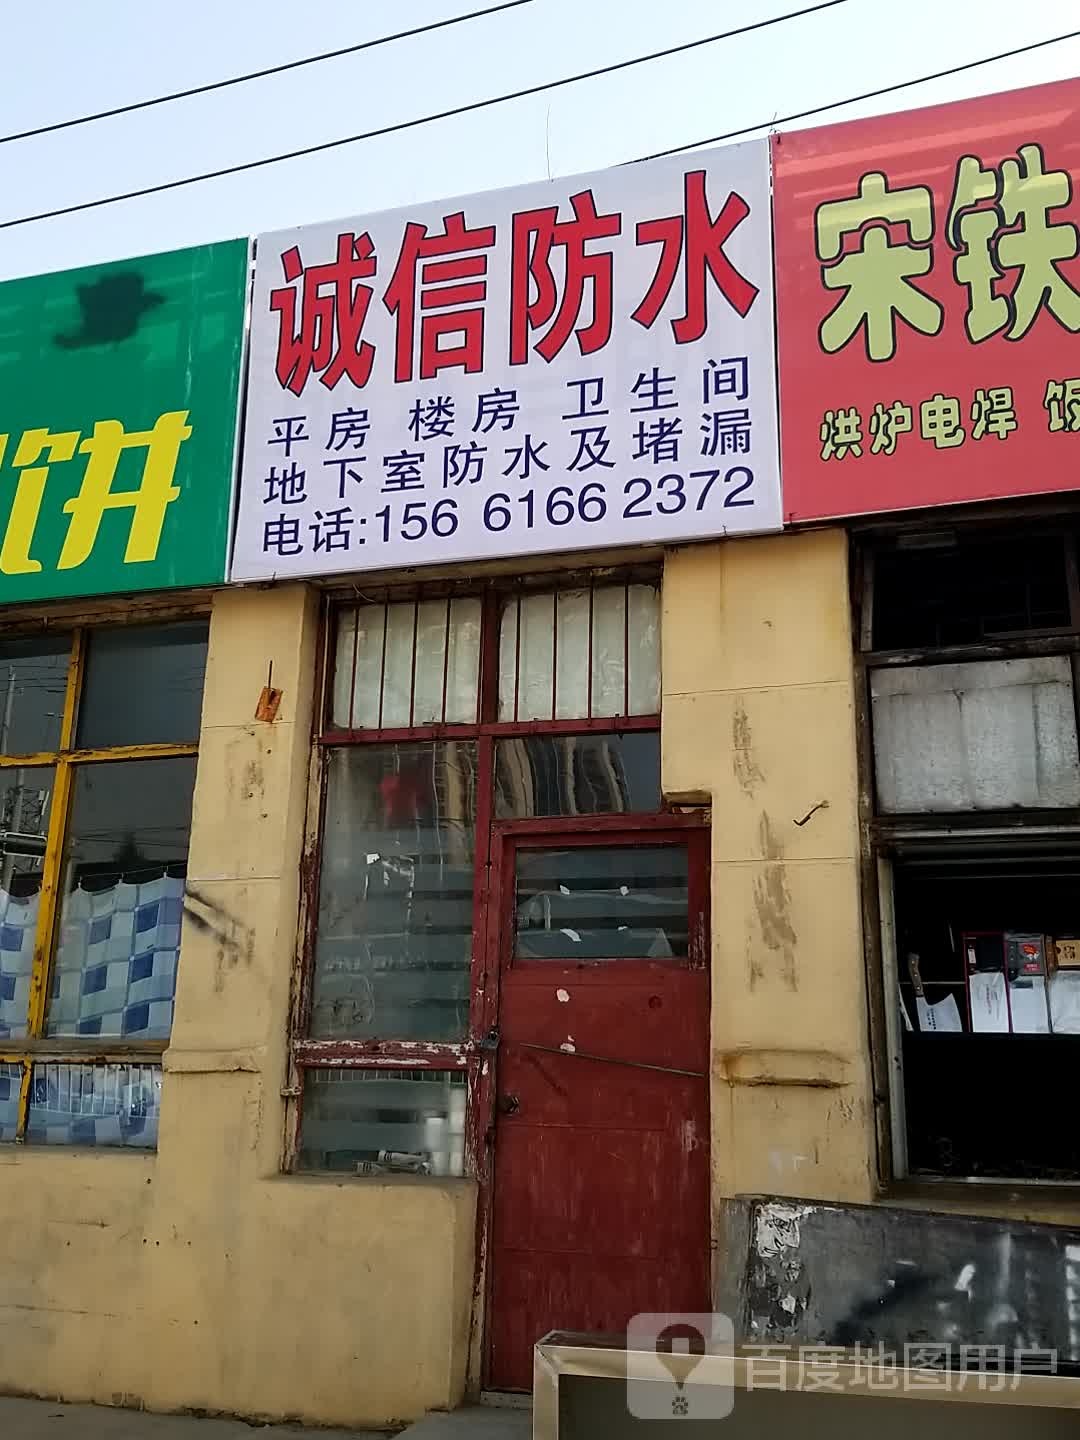 诚信防水
平房 楼房 卫生间
地下室防水及堵漏
电话:156 6166 2372
饼
宋铁
烘炉电焊 饭
百度地图用户